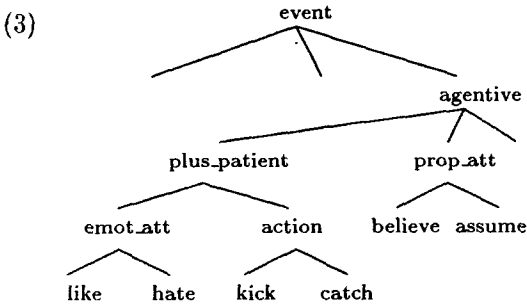 (3)
event
agentive
plus_patient prop_att
emot_att action believe assume
like hate kick catch